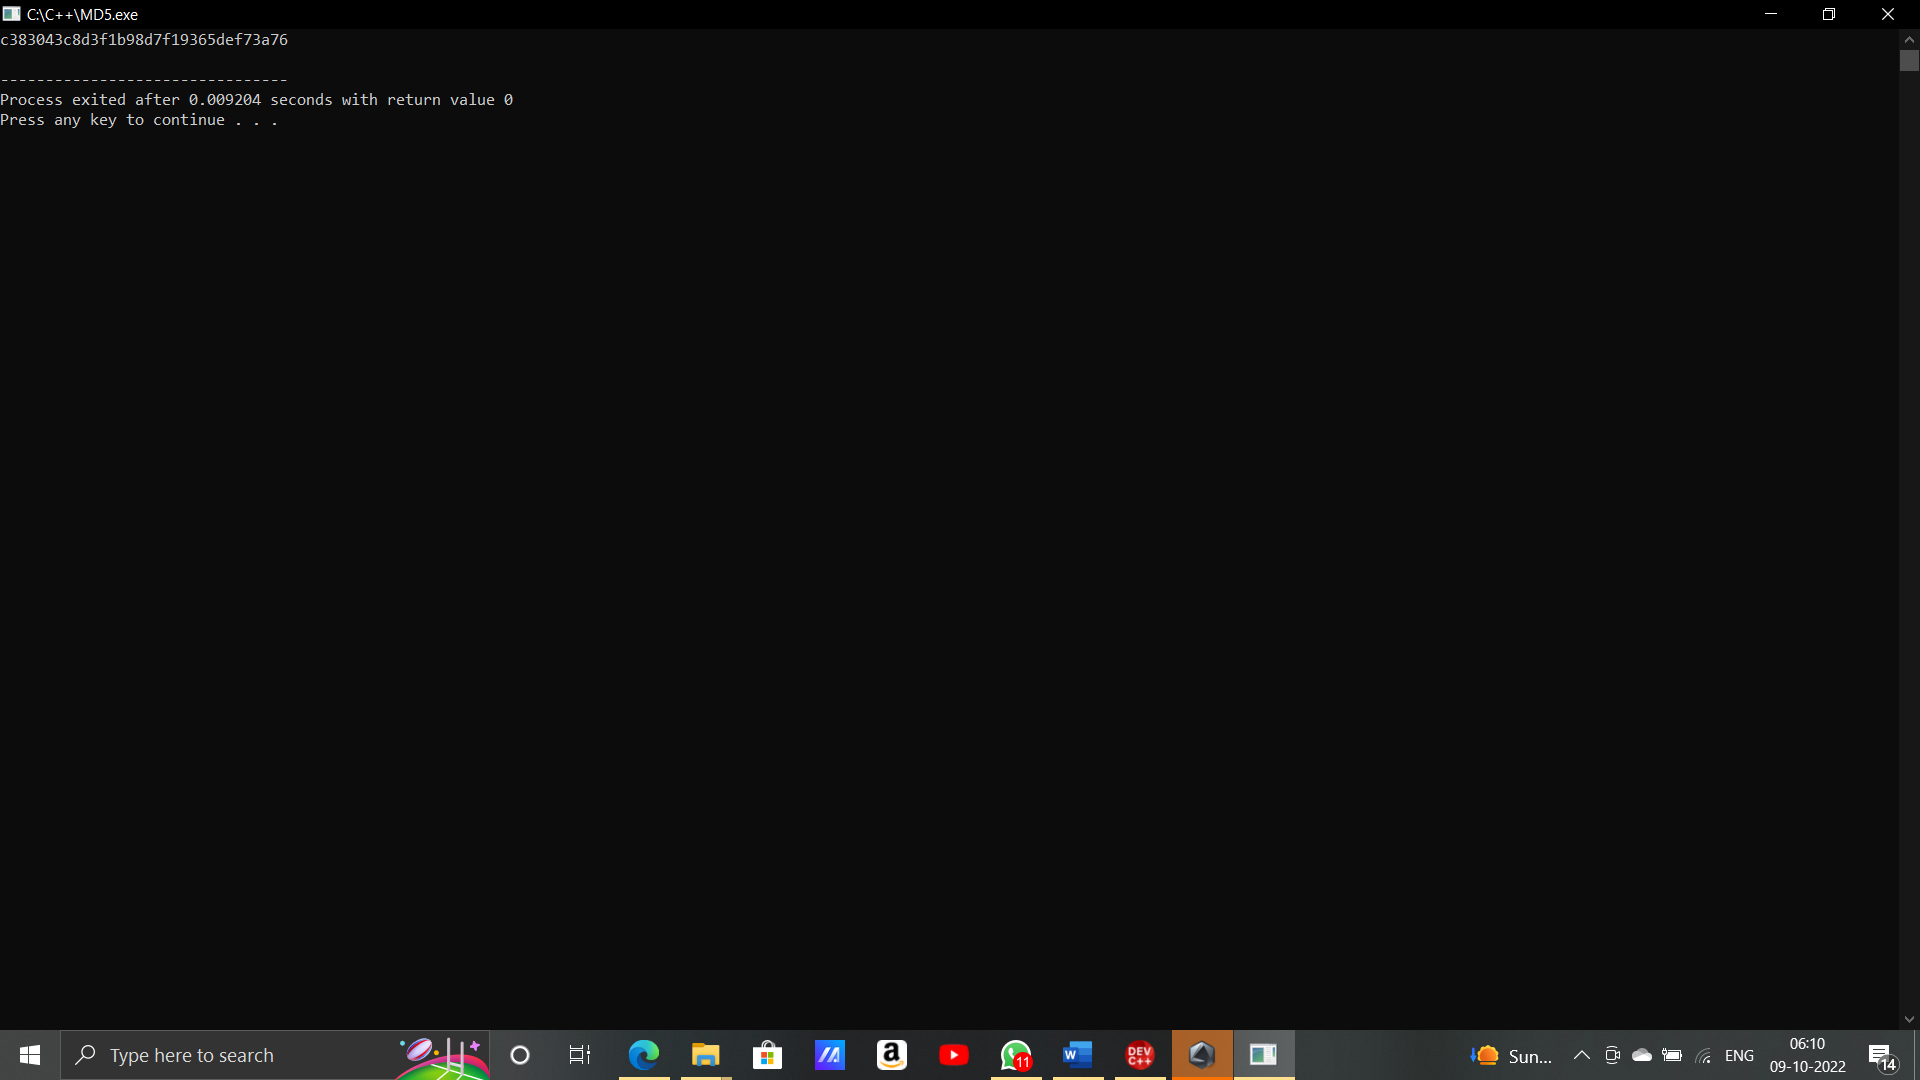 C:\C++\MD5.exe
c383043c8d3f1b98d7f19365def73a76
--------------------------------
Process exited after 0.009204 seconds with return value 0
Press any key to continue . . .
Type here to search
a
11
W
DEV
C++
Sun...
ENG
06:10
09-10-2022
14